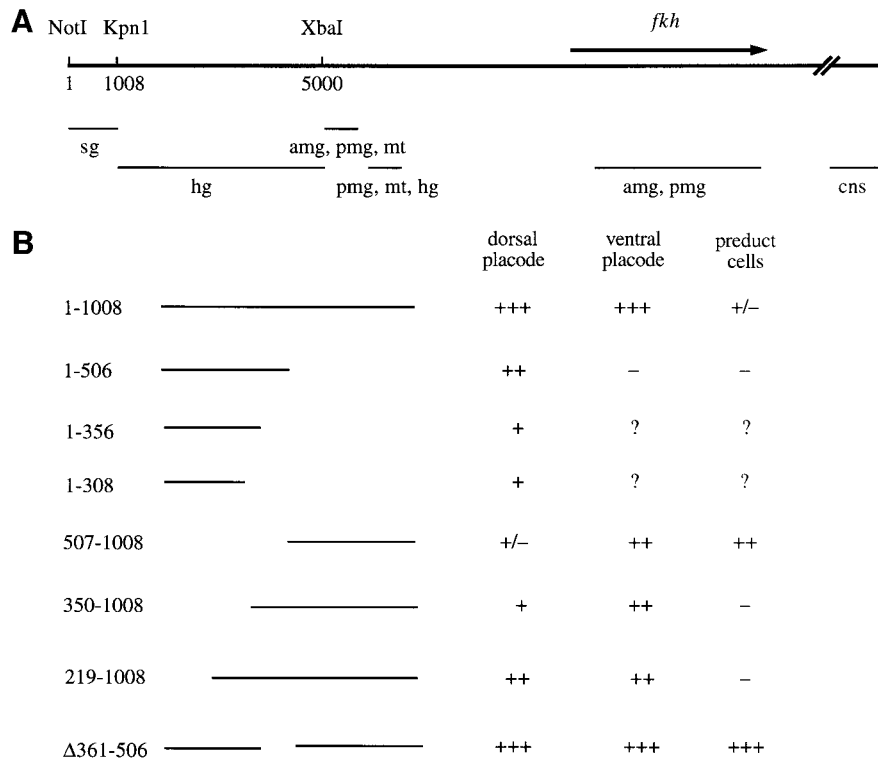 A
NotI Kpn1 XbaI fkh
1 1008 5000
sg amg, pmg, mt
hg pmg, mt, hg amg, pmg cns
B
dorsal placode ventral placode preduct cells
1-1008 +++ +++ +/–
1-506 ++ – –
1-356 + ? ?
1-308 + ? ?
507-1008 +/– ++ ++
350-1008 + ++ –
219-1008 ++ ++ –
Δ361-506 +++ +++ +++